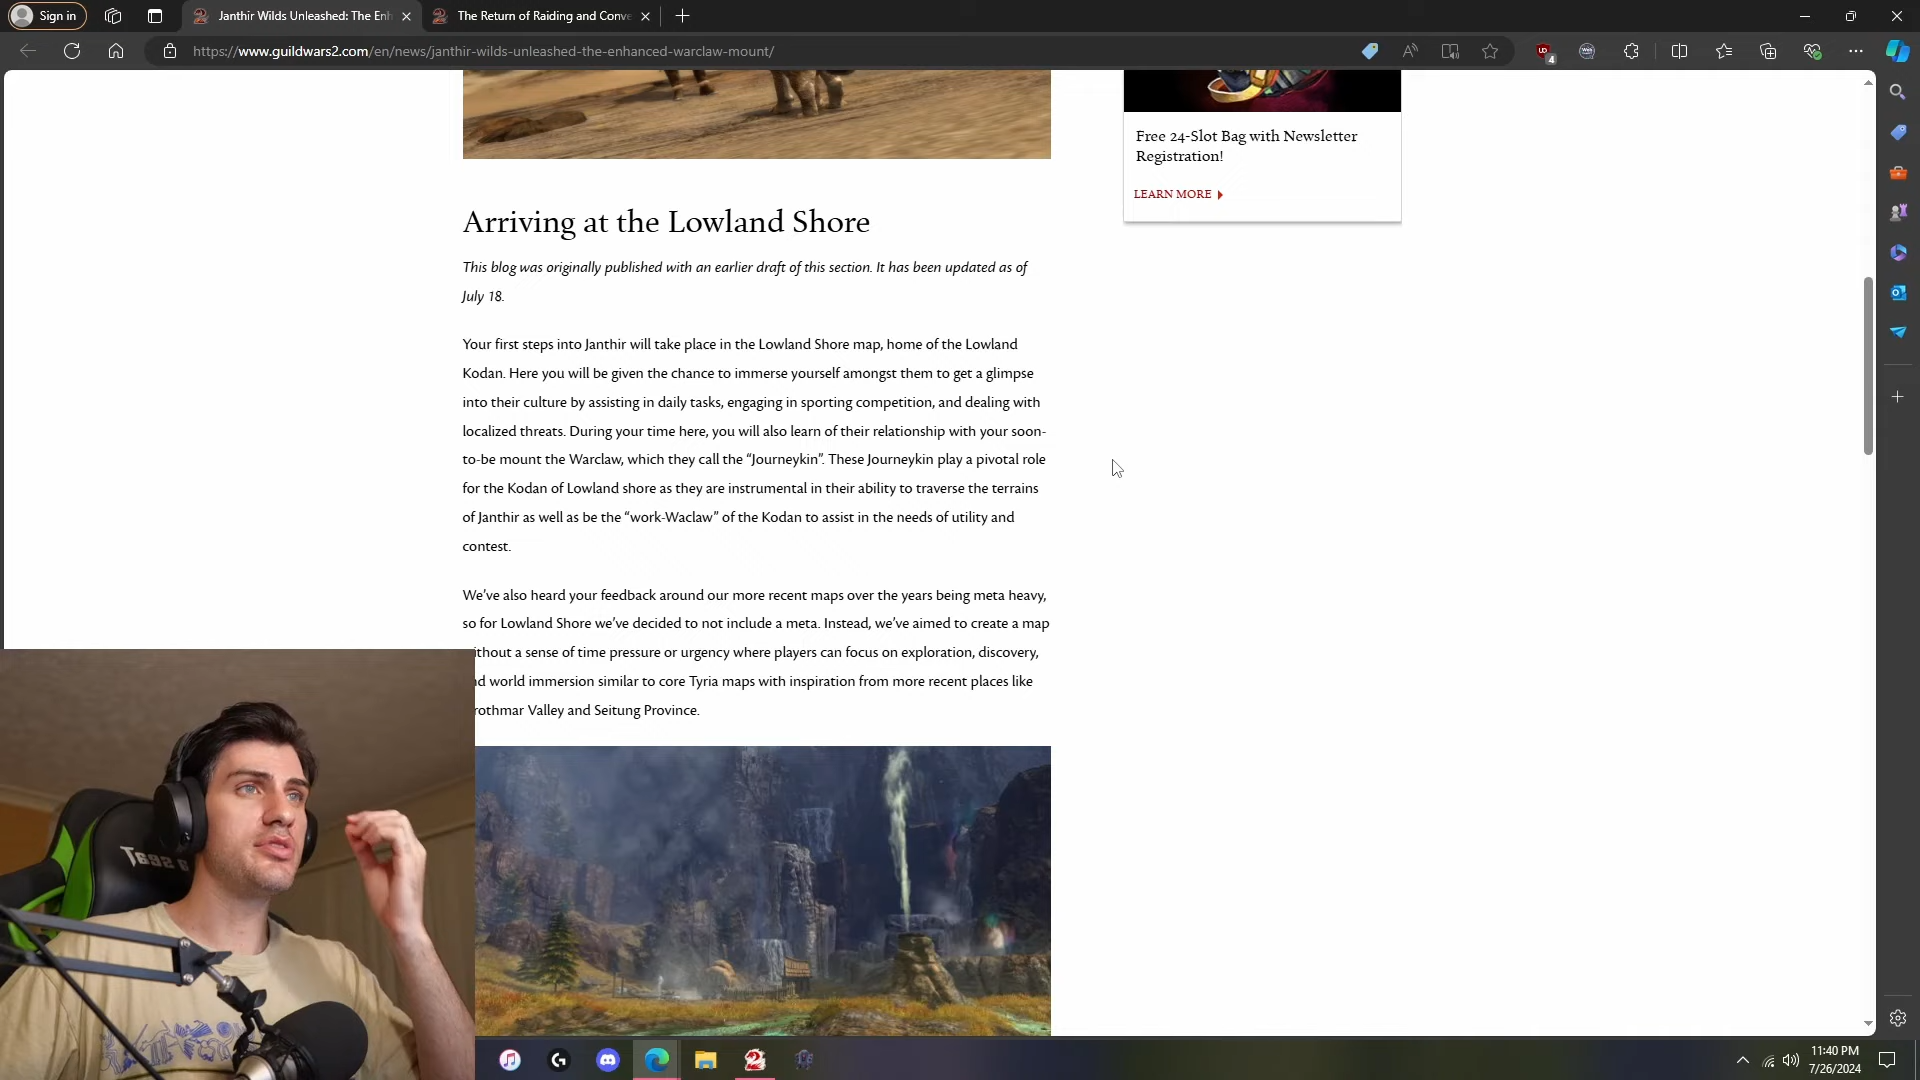 Sign in
Janthir Wilds Unleashed: The Enh
The Return of Raiding and Conve
https://www.guildwars2.com/en/news/janthir-wilds-unleashed-the-enhanced-warclaw-mount/
4
Free 24-Slot Bag with Newsletter
Registration!
LEARN MORE
Arriving at the Lowland Shore
This blog was originally published with an earlier draft of this section. It has been updated as of
July 18.
Your first steps into Janthir will take place in the Lowland Shore map, home of the Lowland
Kodan. Here you will be given the chance to immerse yourself amongst them to get a glimpse
into their culture by assisting in daily tasks, engaging in sporting competition, and dealing with
localized threats. During your time here, you will also learn of their relationship with your soon-
to-be mount the Warclaw, which they call the “Journeykin”. These Journeykin play a pivotal role
for the Kodan of Lowland shore as they are instrumental in their ability to traverse the terrains
of Janthir as well as be the “work-Waclaw” of the Kodan to assist in the needs of utility and
contest.
We’ve also heard your feedback around our more recent maps over the years being meta heavy,
so for Lowland Shore we’ve decided to not include a meta. Instead, we’ve aimed to create a map
ithout a sense of time pressure or urgency where players can focus on exploration, discovery,
nd world immersion similar to core Tyria maps with inspiration from more recent places like
rothmar Valley and Seitung Province.
11:40 PM
7/26/2024